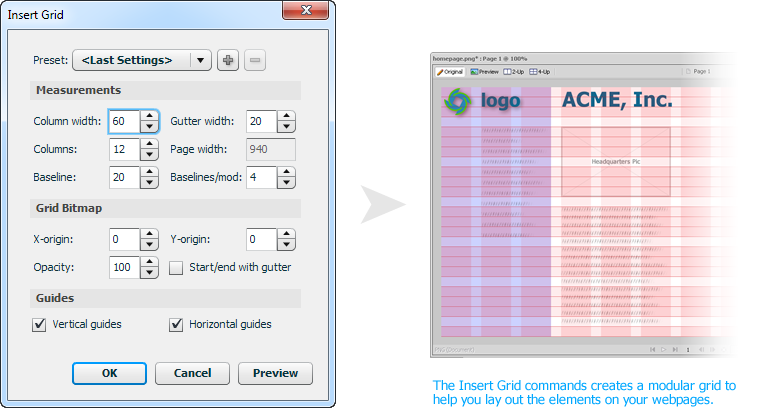 Insert Grid
Preset: <Last Settings>
Measurements
Column width: 60 Gutter width: 20
Columns: 12 Page width: 940
Baseline: 20 Baselines/mod: 4
Grid Bitmap
X-origin: 0 Y-origin: 0
Opacity: 100 Start/end with gutter
Guides
Vertical guides Horizontal guides
OK Cancel Preview
homepage.png* : Page 1 @ 100%
Original Preview 2-Up 4-Up Page 1
logo ACME, Inc.
Headquarters Pic
PNG (Document) 1
The Insert Grid commands creates a modular grid to
help you lay out the elements on your webpages.